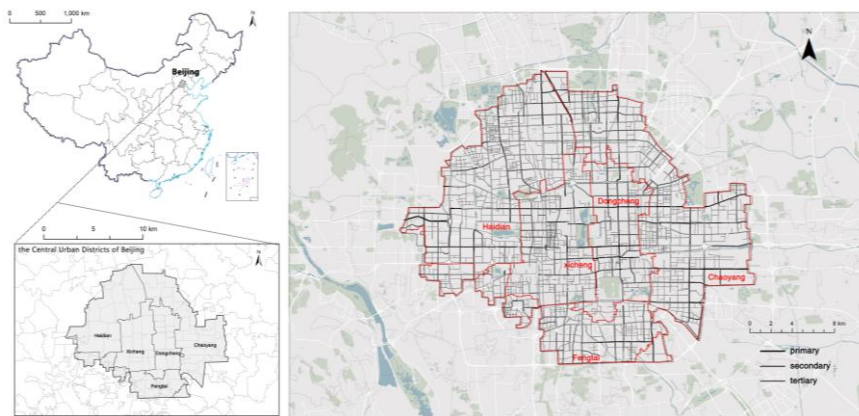 0 500 1,000 km
N
Beijing
0 5 10 km
the Central Urban Districts of Beijing
N
Haidian
Xicheng
Dongcheng
Chaoyang
Fengtai
N
Dongcheng
Haidian
xicheng
Chaoyang
Fengtai
0 2 4 8 km
primary
secondary
tertiary